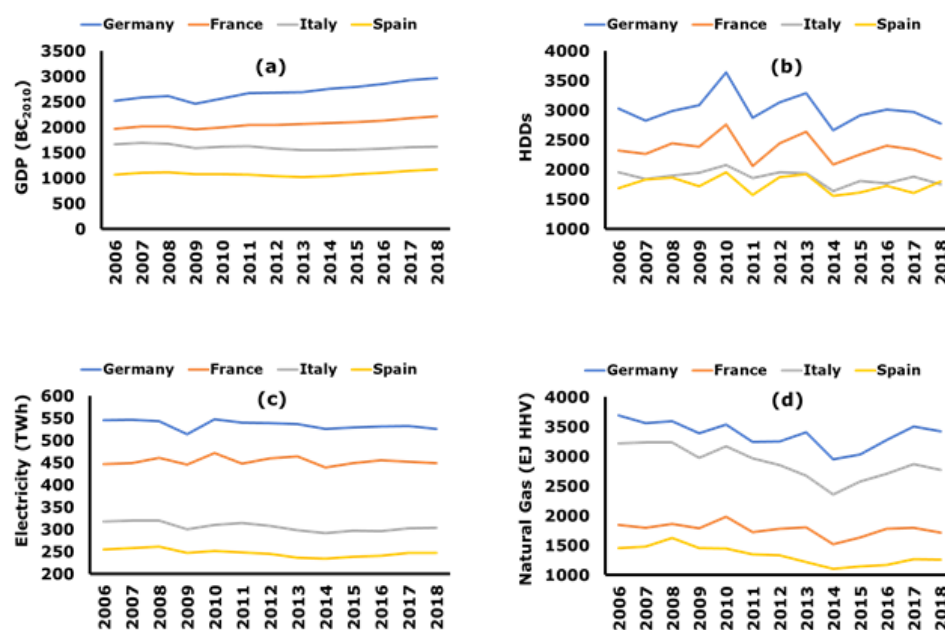 Germany France Italy Spain
(a)
GDP (BC2010)
3500
3000
2500
2000
1500
1000
500
0
2006 2007 2008 2009 2010 2011 2012 2013 2014 2015 2016 2017 2018
Germany France Italy Spain
(b)
HDDs
4000
3500
3000
2500
2000
1500
1000
2006 2007 2008 2009 2010 2011 2012 2013 2014 2015 2016 2017 2018
Germany France Italy Spain
(c)
Electricity (TWh)
600
550
500
450
400
350
300
250
200
2006 2007 2008 2009 2010 2011 2012 2013 2014 2015 2016 2017 2018
Germany France Italy Spain
(d)
Natural Gas (EJ HHV)
4000
3500
3000
2500
2000
1500
1000
2006 2007 2008 2009 2010 2011 2012 2013 2014 2015 2016 2017 2018